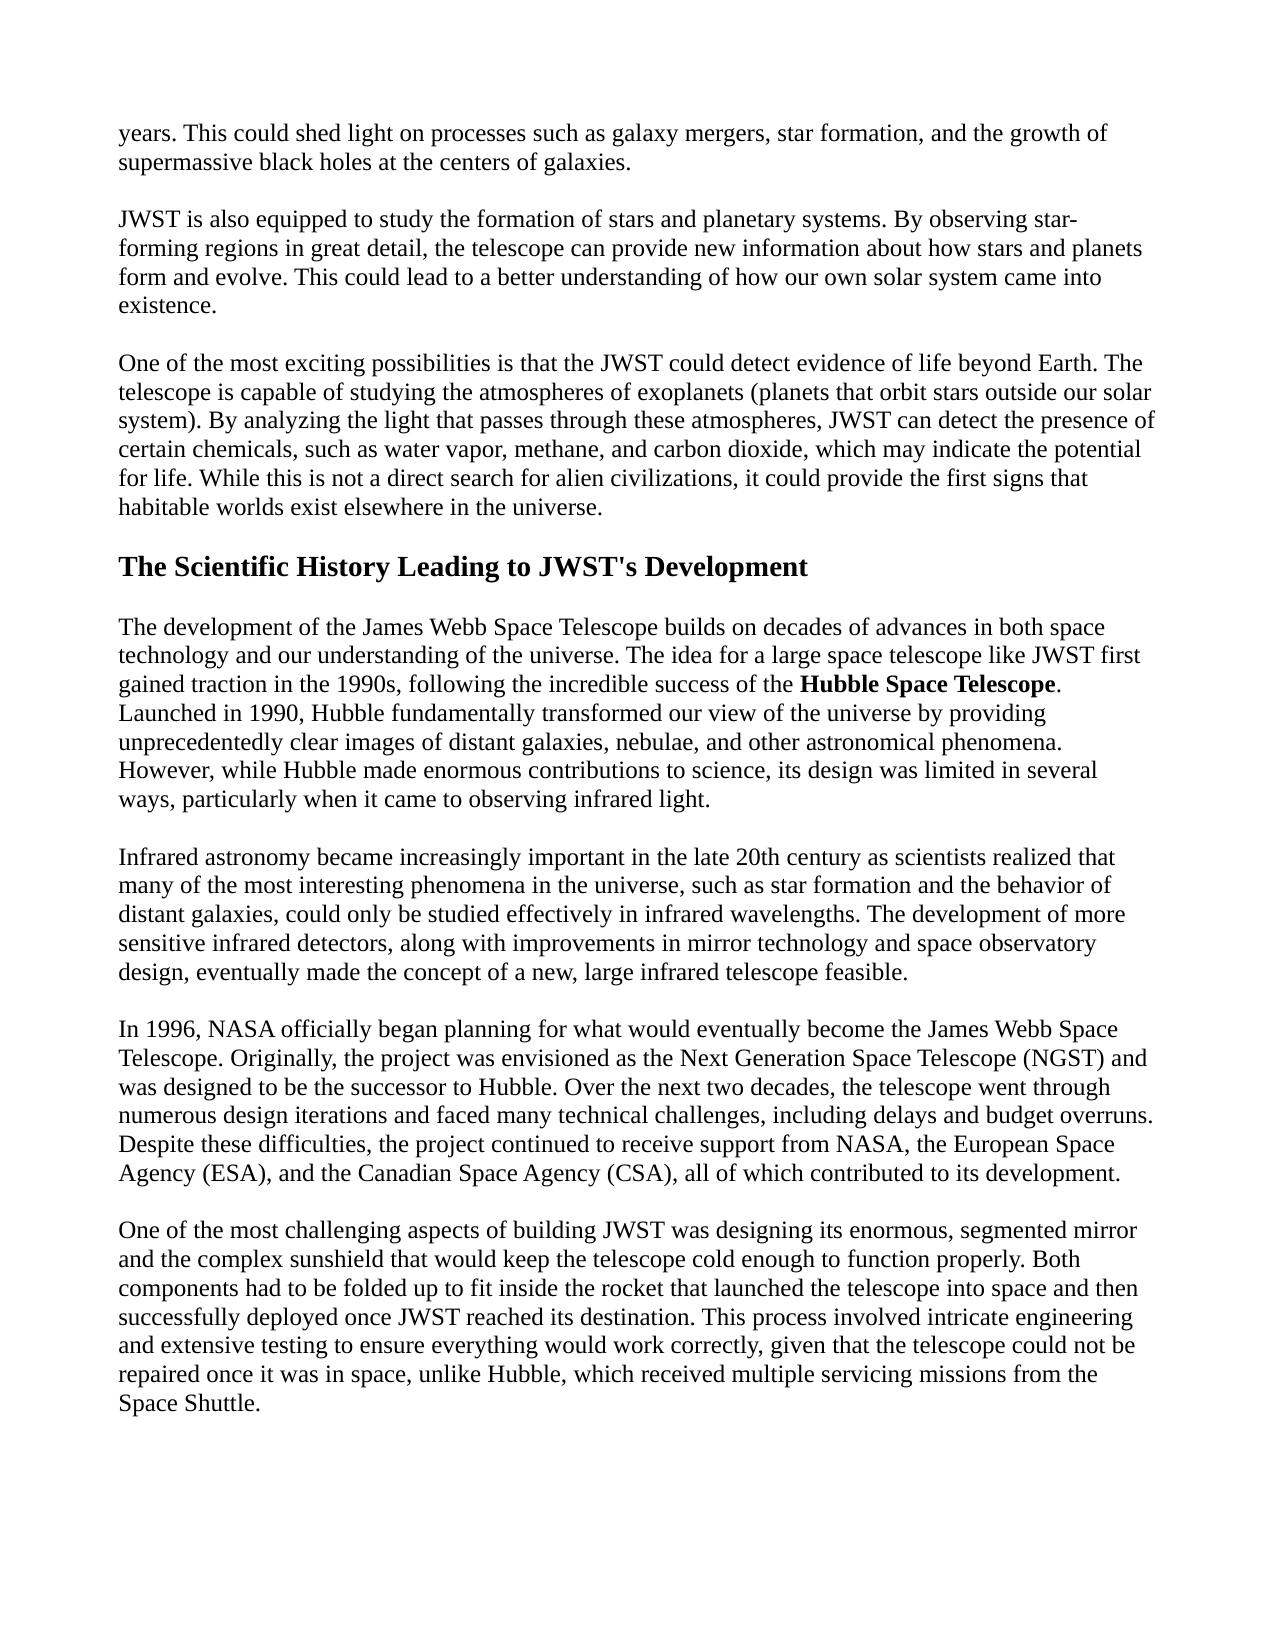 years. This could shed light on processes such as galaxy mergers, star formation, and the growth of
supermassive black holes at the centers of galaxies.
JWST is also equipped to study the formation of stars and planetary systems. By observing star-
forming regions in great detail, the telescope can provide new information about how stars and planets
form and evolve. This could lead to a better understanding of how our own solar system came into
existence.
One of the most exciting possibilities is that the JWST could detect evidence of life beyond Earth. The
telescope is capable of studying the atmospheres of exoplanets (planets that orbit stars outside our solar
system). By analyzing the light that passes through these atmospheres, JWST can detect the presence of
certain chemicals, such as water vapor, methane, and carbon dioxide, which may indicate the potential
for life. While this is not a direct search for alien civilizations, it could provide the first signs that
habitable worlds exist elsewhere in the universe.
The Scientific History Leading to JWST's Development
The development of the James Webb Space Telescope builds on decades of advances in both space
technology and our understanding of the universe. The idea for a large space telescope like JWST first
gained traction in the 1990s, following the incredible success of the Hubble Space Telescope.
Launched in 1990, Hubble fundamentally transformed our view of the universe by providing
unprecedentedly clear images of distant galaxies, nebulae, and other astronomical phenomena.
However, while Hubble made enormous contributions to science, its design was limited in several
ways, particularly when it came to observing infrared light.
Infrared astronomy became increasingly important in the late 20th century as scientists realized that
many of the most interesting phenomena in the universe, such as star formation and the behavior of
distant galaxies, could only be studied effectively in infrared wavelengths. The development of more
sensitive infrared detectors, along with improvements in mirror technology and space observatory
design, eventually made the concept of a new, large infrared telescope feasible.
In 1996, NASA officially began planning for what would eventually become the James Webb Space
Telescope. Originally, the project was envisioned as the Next Generation Space Telescope (NGST) and
was designed to be the successor to Hubble. Over the next two decades, the telescope went through
numerous design iterations and faced many technical challenges, including delays and budget overruns.
Despite these difficulties, the project continued to receive support from NASA, the European Space
Agency (ESA), and the Canadian Space Agency (CSA), all of which contributed to its development.
One of the most challenging aspects of building JWST was designing its enormous, segmented mirror
and the complex sunshield that would keep the telescope cold enough to function properly. Both
components had to be folded up to fit inside the rocket that launched the telescope into space and then
successfully deployed once JWST reached its destination. This process involved intricate engineering
and extensive testing to ensure everything would work correctly, given that the telescope could not be
repaired once it was in space, unlike Hubble, which received multiple servicing missions from the
Space Shuttle.